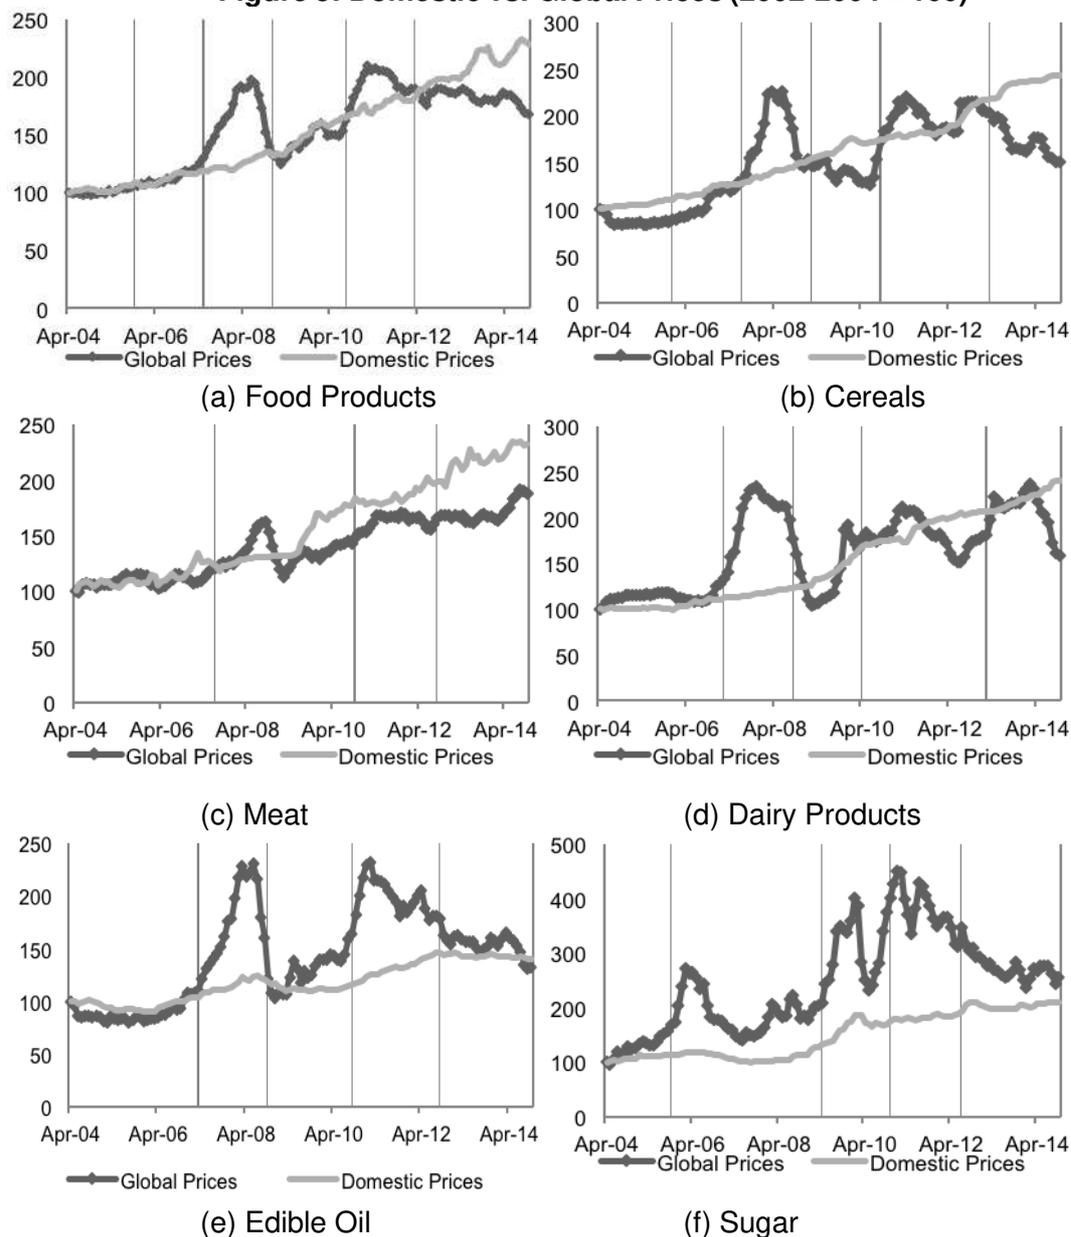 Domestic vs. Global Prices
250
200
150
100
50
0
Apr-04 Apr-06 Apr-08 Apr-10 Apr-12 Apr-14
Global Prices Domestic Prices
(a) Food Products
300
250
200
150
100
50
0
Apr-04 Apr-06 Apr-08 Apr-10 Apr-12 Apr-14
Global Prices Domestic Prices
(b) Cereals
250
200
150
100
50
0
Apr-04 Apr-06 Apr-08 Apr-10 Apr-12 Apr-14
Global Prices Domestic Prices
(c) Meat
300
250
200
150
100
50
0
Apr-04 Apr-06 Apr-08 Apr-10 Apr-12 Apr-14
Global Prices Domestic Prices
(d) Dairy Products
250
200
150
100
50
0
Apr-04 Apr-06 Apr-08 Apr-10 Apr-12 Apr-14
Global Prices Domestic Prices
(e) Edible Oil
500
400
300
200
100
0
Apr-04 Apr-06 Apr-08 Apr-10 Apr-12 Apr-14
Global Prices Domestic Prices
(f) Sugar